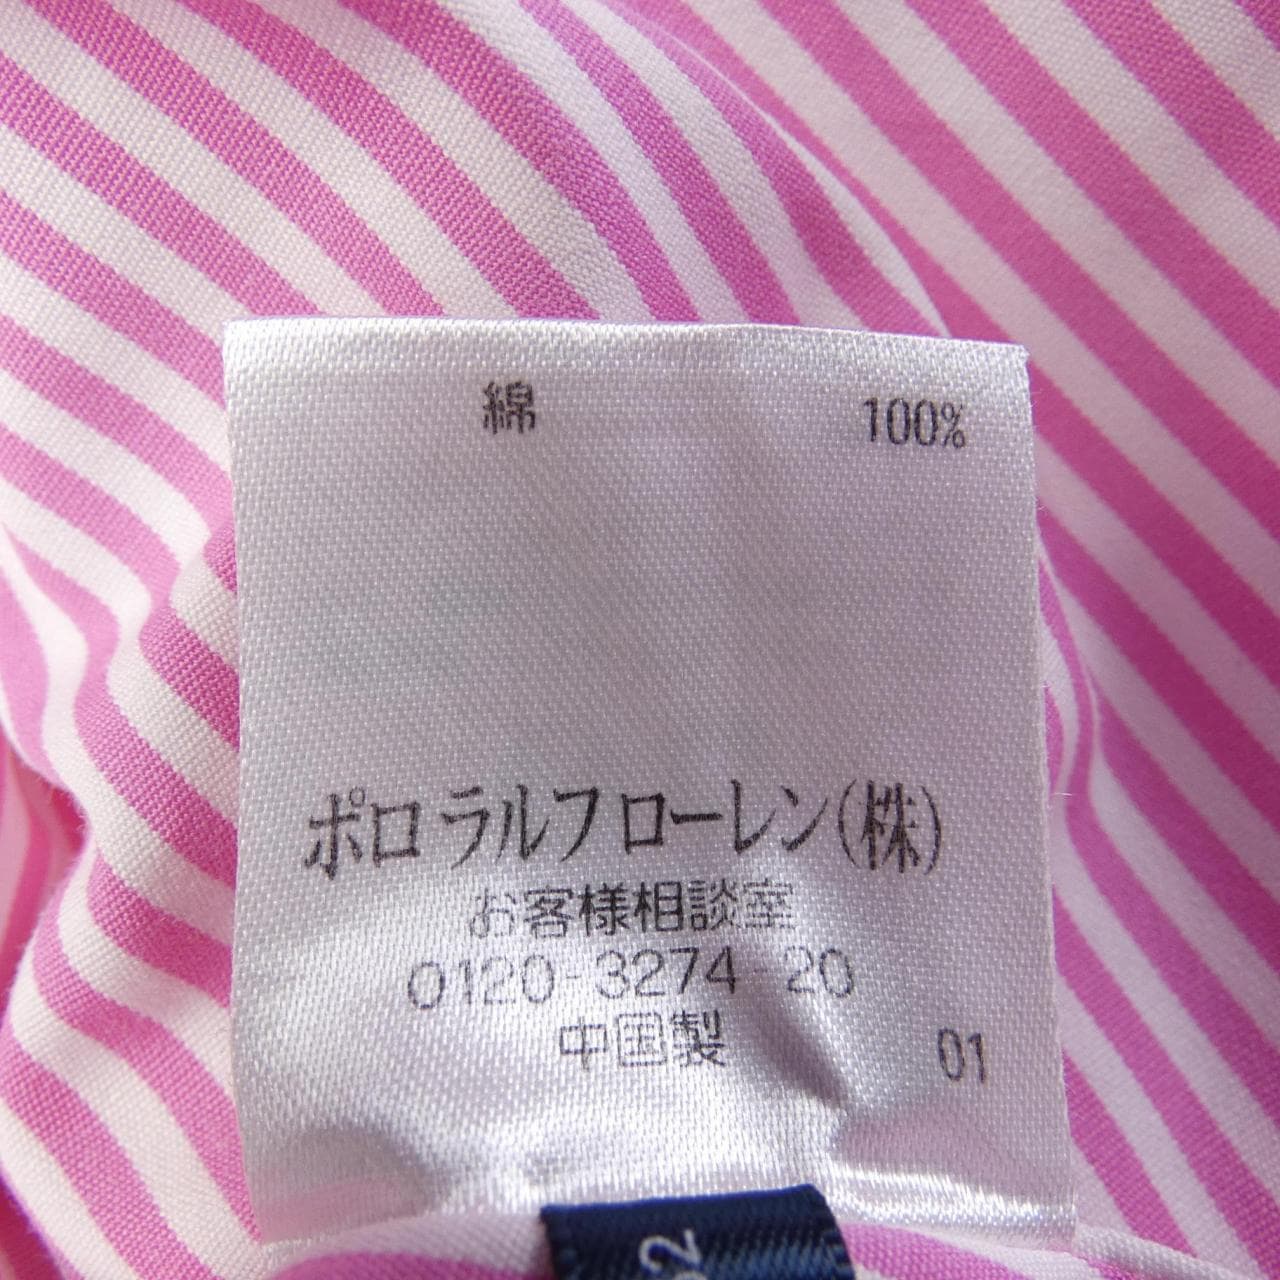 綿 100%
ポロ ラルフ ローレン(株)
お客様相談室
0120-3274-20
中国製 01